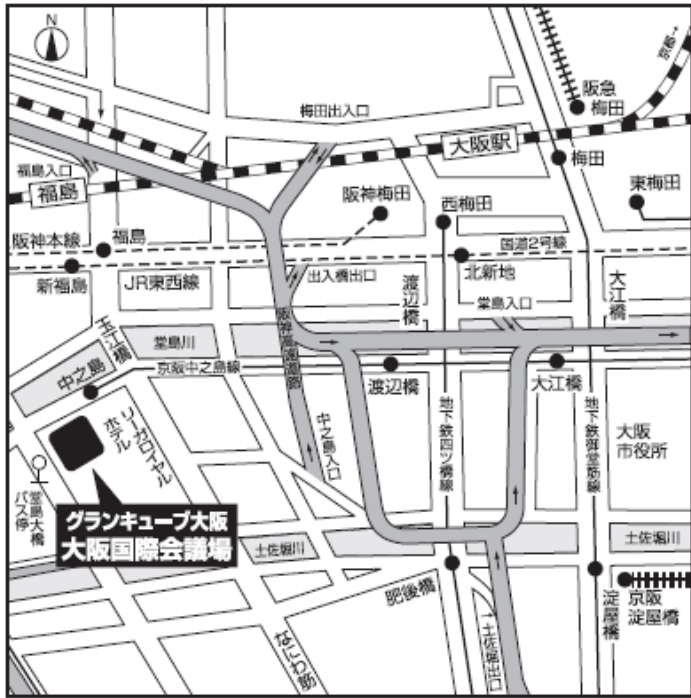 N
京都→
阪急
梅田
梅田出入口
大阪駅
梅田
福島入口
福島
阪神梅田
西梅田
東梅田
阪神本線
福島
国道2号線
新福島
JR東西線
出入橋出口
渡辺橋
北新地
堂島入口
大江橋
玉江橋
堂島川
阪神高速道路
中之島
京阪中之島線
渡辺橋
大江橋
リーガロイヤル
ホテル
中之島入口
地下鉄四ツ橋線
地下鉄御堂筋線
大阪
市役所
堂島大橋
バス停
グランキューブ大阪
大阪国際会議場
土佐堀川
土佐堀川
肥後橋
淀屋橋
京阪
淀屋橋
なにわ筋
土佐堀出口